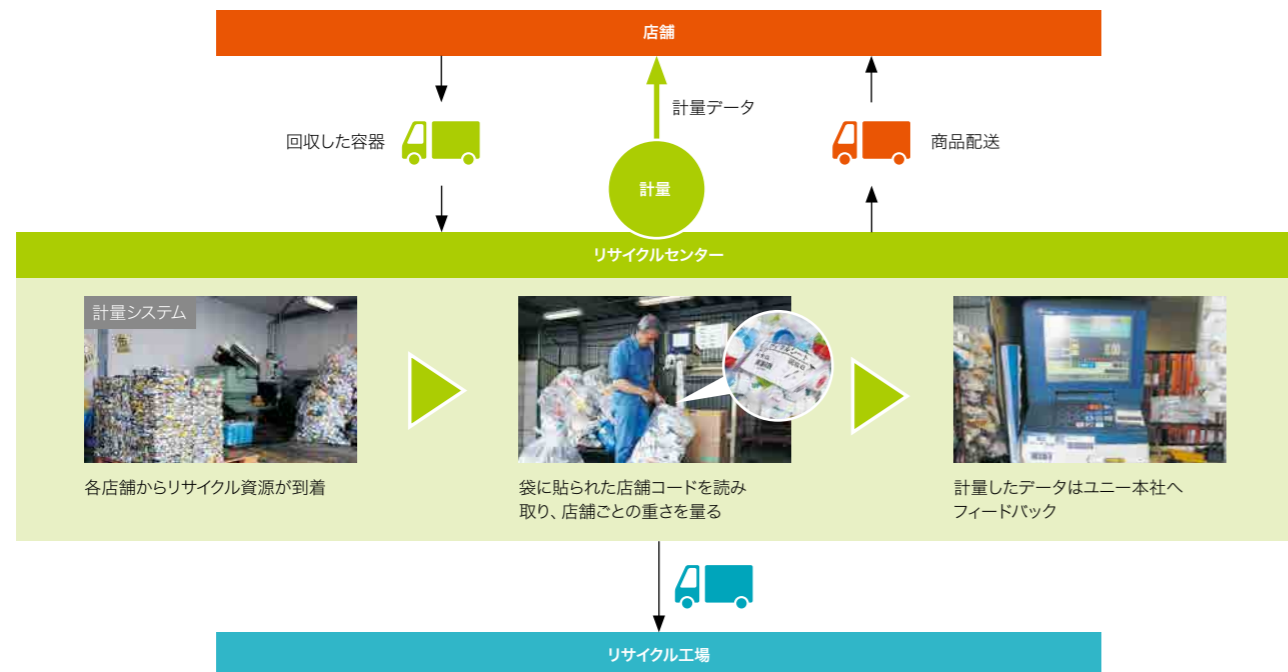 店舗
計量データ
回収した容器
商品配送
計量
リサイクルセンター
計量システム
各店舗からリサイクル資源が到着
袋に貼られた店舗コードを読み
取り、店舗ごとの重さを量る
計量したデータはユニー本社へ
フィードバック
リサイクル工場